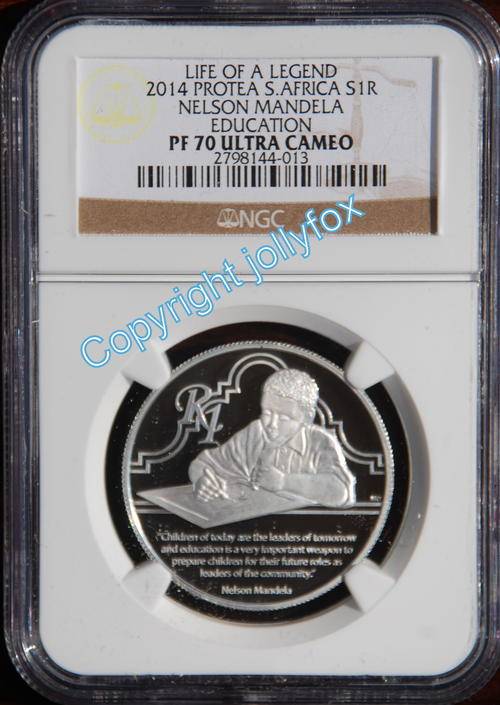 LIFE OF A LEGEND
2014 PROTEA S.AFRICA S1R
NELSON MANDELA
EDUCATION
PF 70 ULTRA CAMEO
2798144-013
NGC
Copyright jollyfox
R1
"Children of today are the leaders of tomorrow
and education is a very important weapon to
prepare children for their future roles as
leaders of the community."
Nelson Mandela